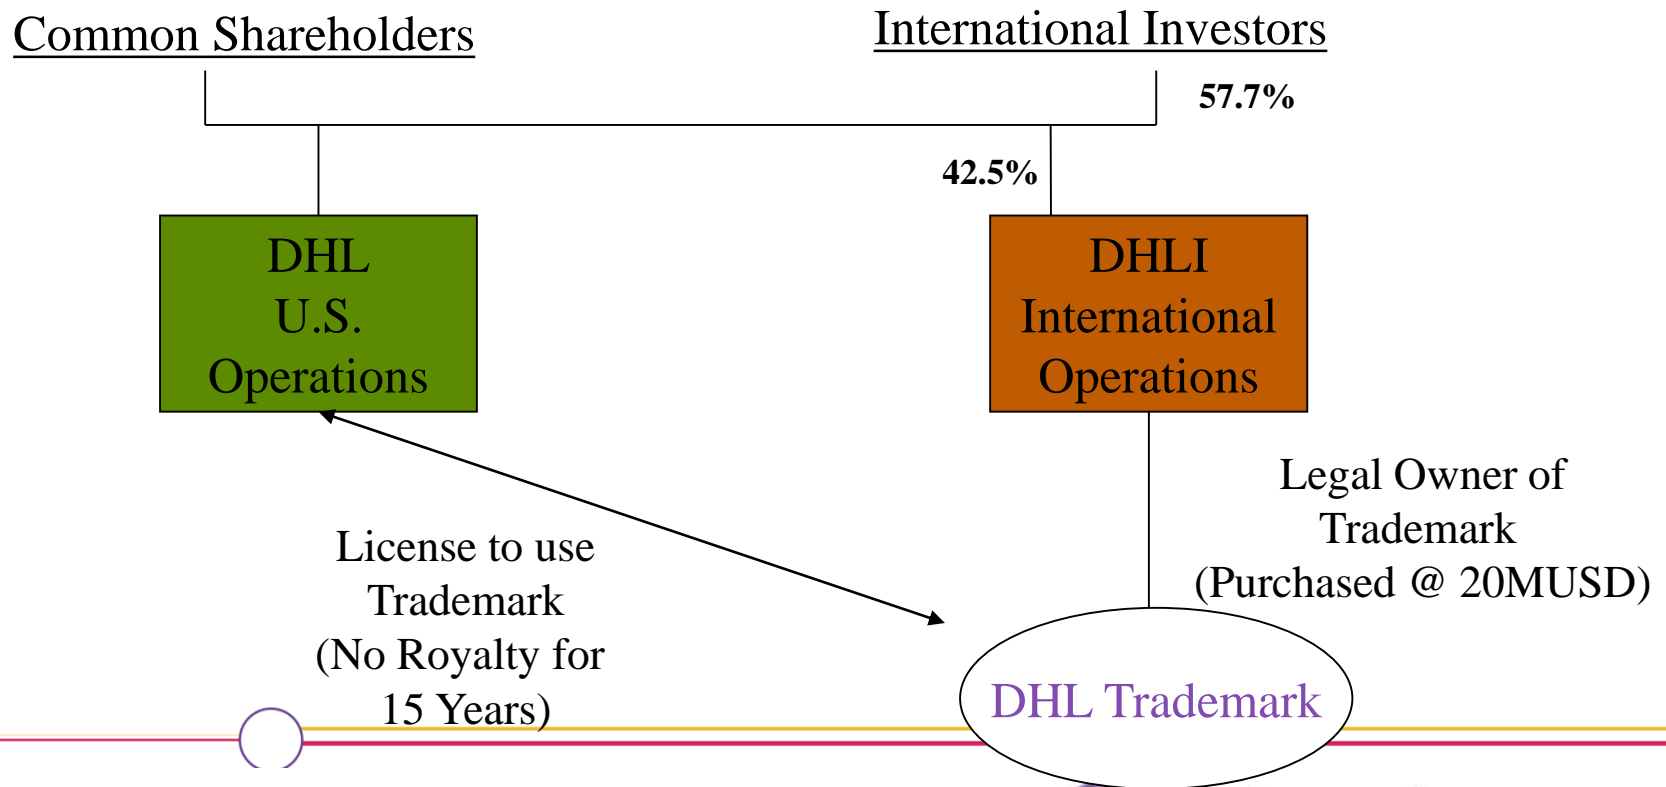 Common Shareholders
International Investors
57.7%
42.5%
DHL
U.S.
Operations
DHLI
International
Operations
License to use
Trademark
(No Royalty for
15 Years)
Legal Owner of
Trademark
(Purchased @ 20MUSD)
DHL Trademark